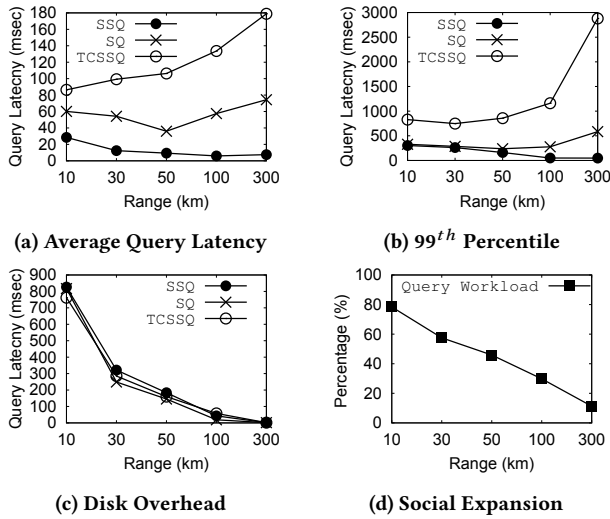 180
160
140
120
100
80
60
40
20
0
Query Latecny (msec)
SSQ
SQ
TCSSQ
10 30 50 100 300
Range (km)
(a) Average Query Latency
3000
2500
2000
1500
1000
500
0
Query Latecny (msec)
SSQ
SQ
TCSSQ
10 30 50 100 300
Range (km)
(b) 99th Percentile
900
800
700
600
500
400
300
200
100
0
Query Latecny (msec)
SSQ
SQ
TCSSQ
10 30 50 100 300
Range (km)
(c) Disk Overhead
100
80
60
40
20
0
Percentage (%)
Query Workload
10 30 50 100 300
Range (km)
(d) Social Expansion